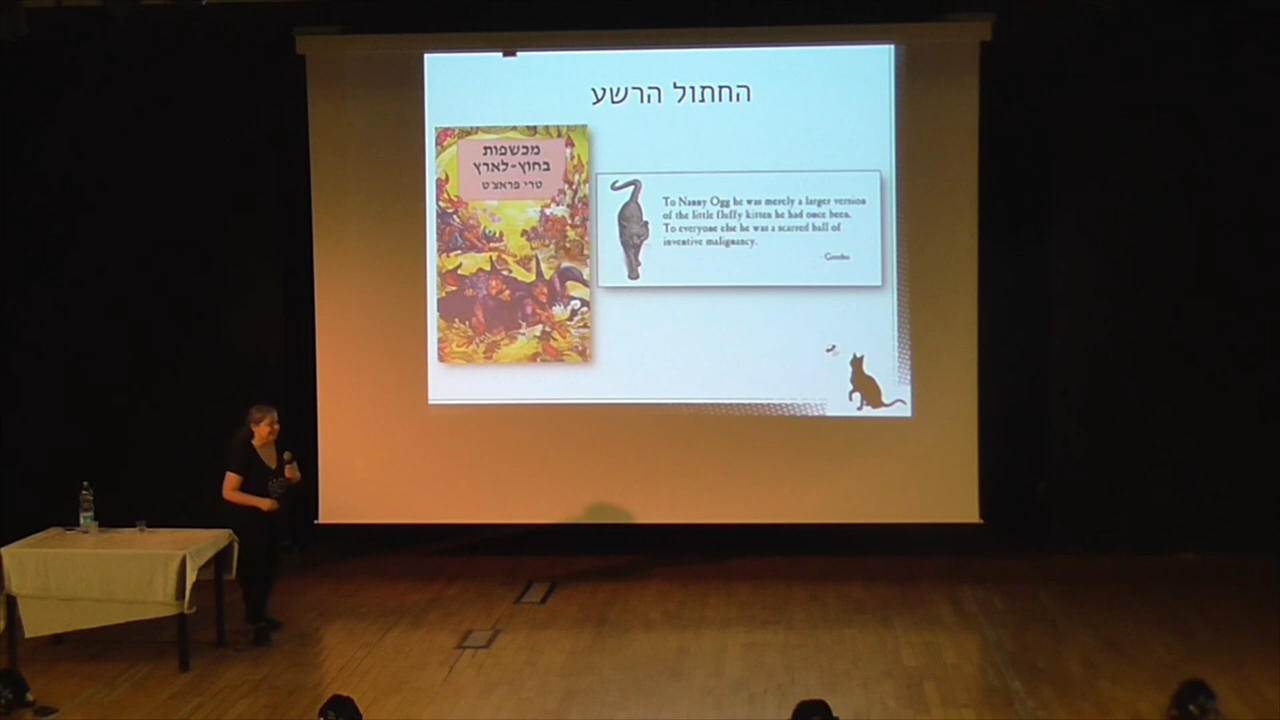 החתול הרשע
מכשפות
בחוץ-לארץ
טרי פראצ'ט
To Nanny Ogg he was merely a larger version
of the little fluffy kitten he had once been.
To everyone else he was a scarred ball of
inventive malignancy.
- Greebo